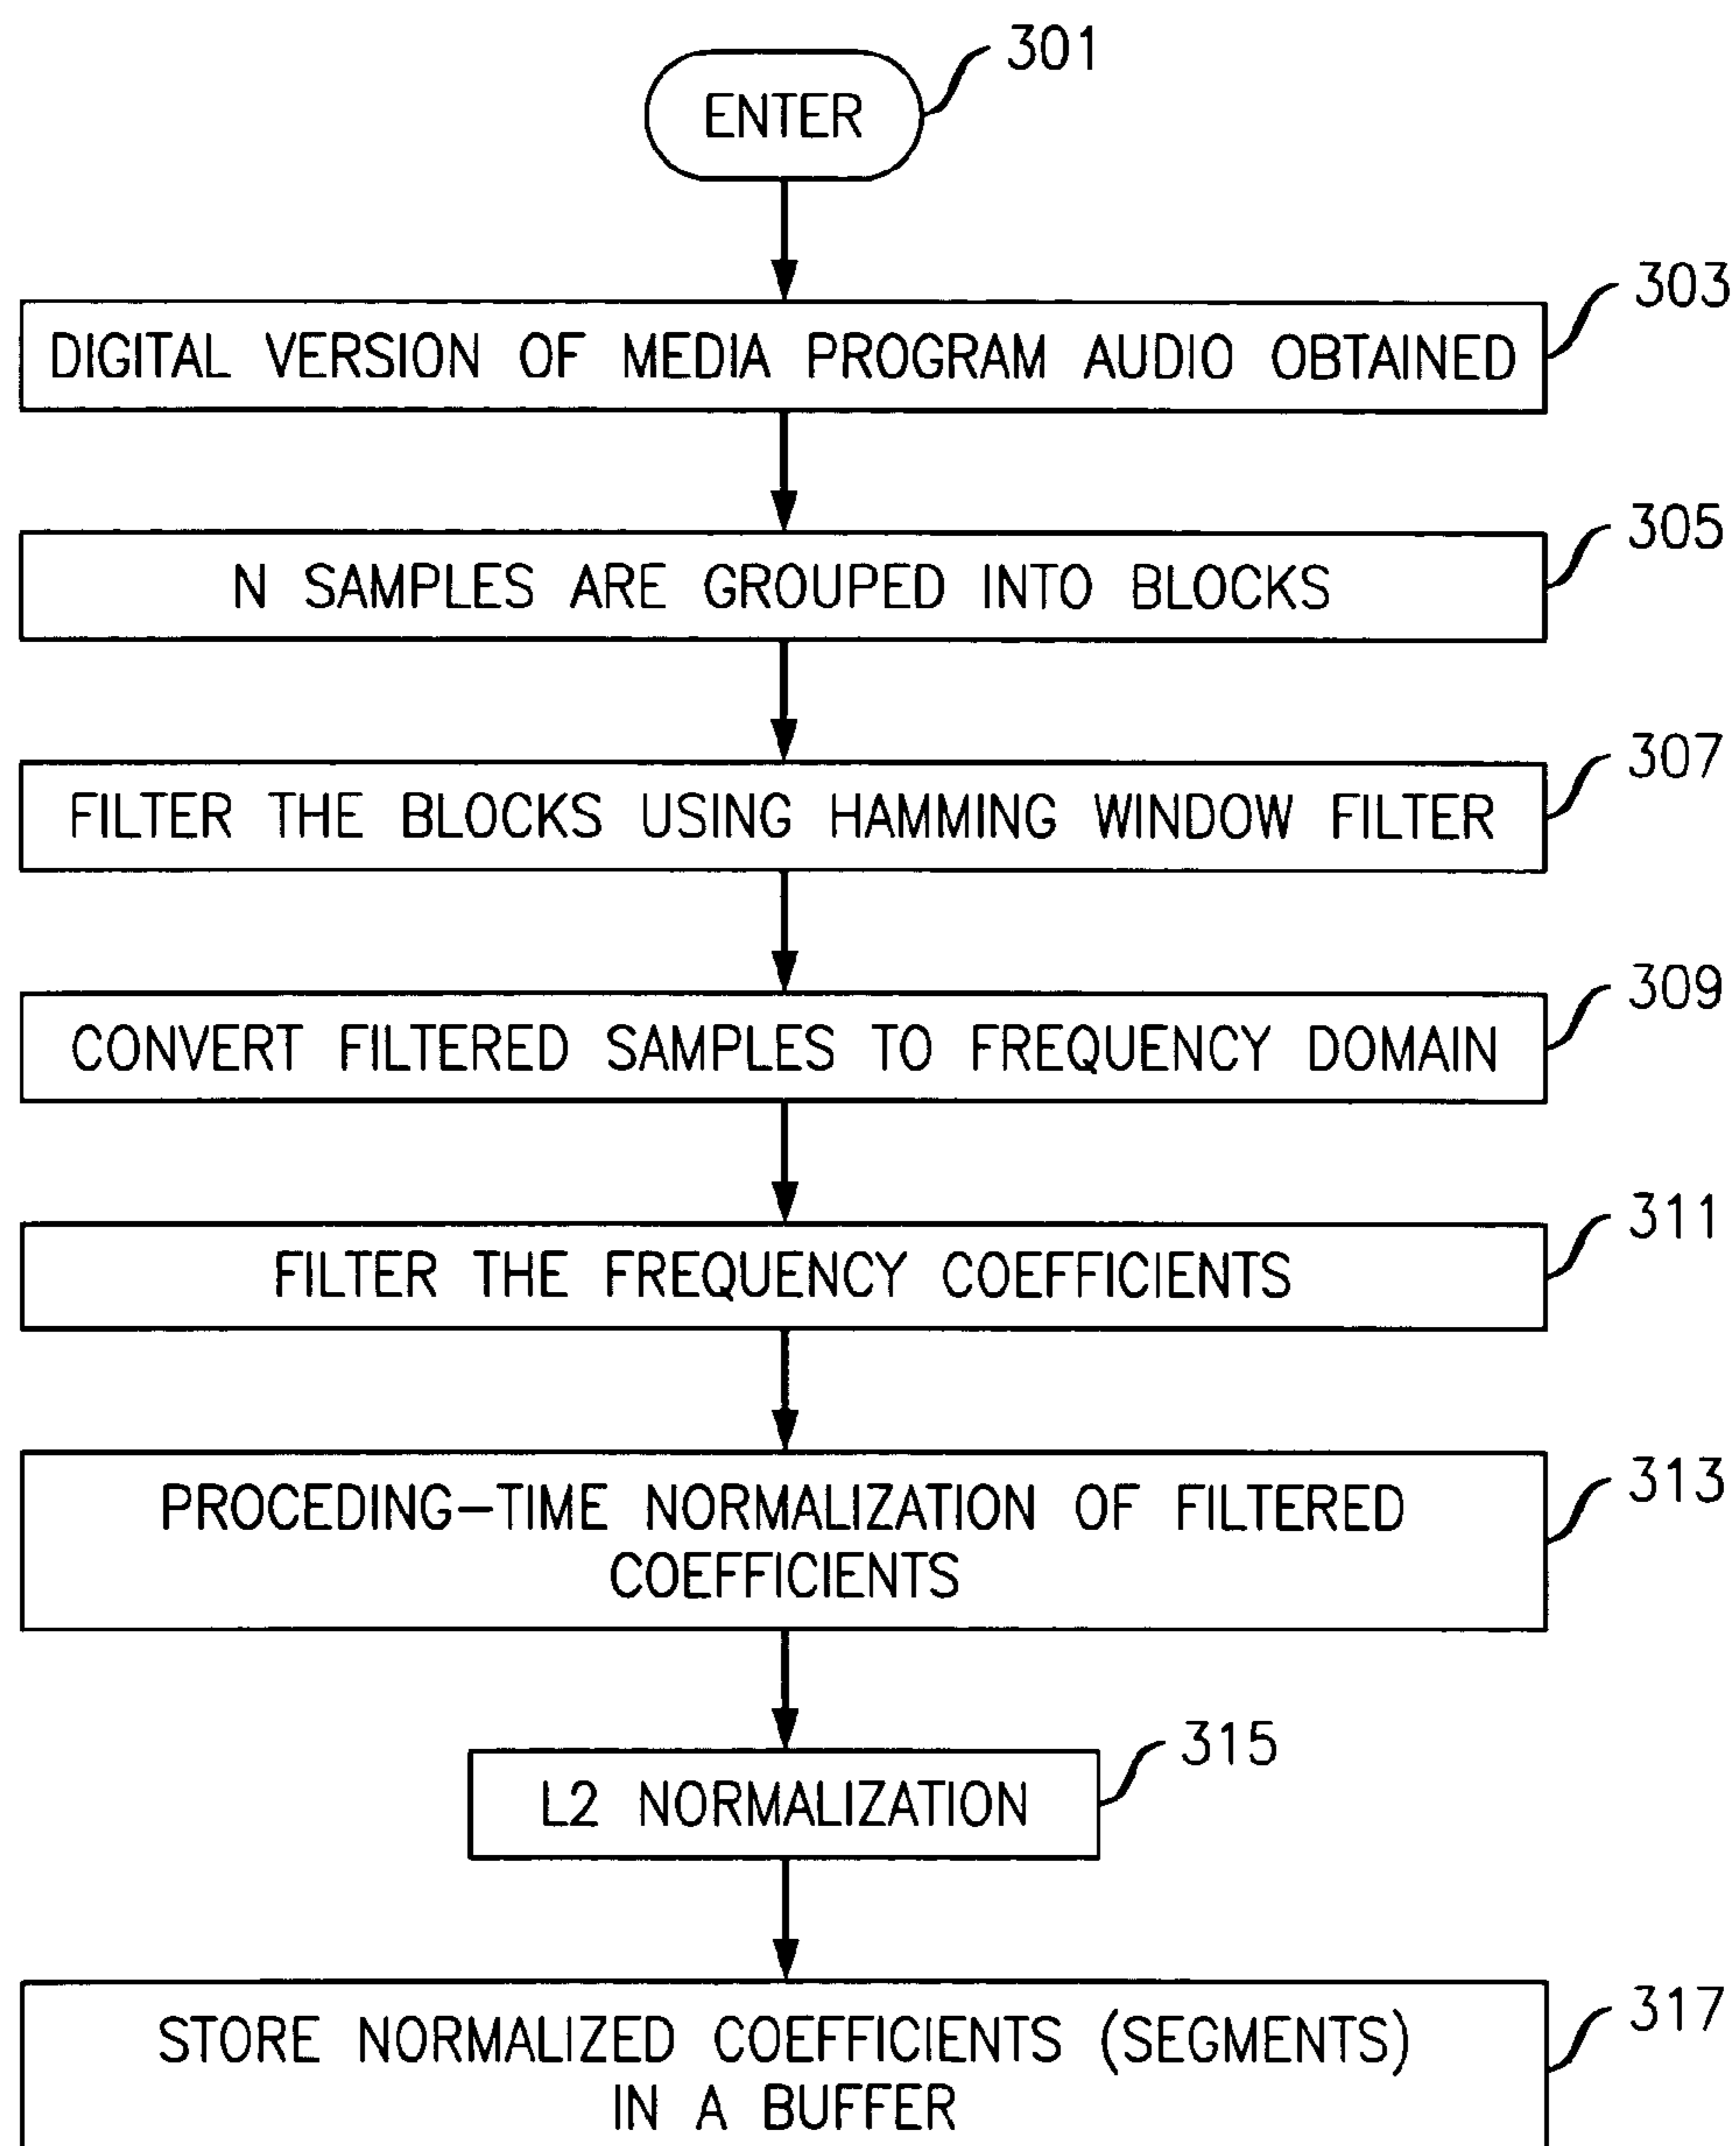 301
ENTER
303
DIGITAL VERSION OF MEDIA PROGRAM AUDIO OBTAINED
305
N SAMPLES ARE GROUPED INTO BLOCKS
307
FILTER THE BLOCKS USING HAMMING WINDOW FILTER
309
CONVERT FILTERED SAMPLES TO FREQUENCY DOMAIN
311
FILTER THE FREQUENCY COEFFICIENTS
313
PROCEDING-TIME NORMALIZATION OF FILTERED
COEFFICIENTS
315
L2 NORMALIZATION
317
STORE NORMALIZED COEFFICIENTS (SEGMENTS)
IN A BUFFER